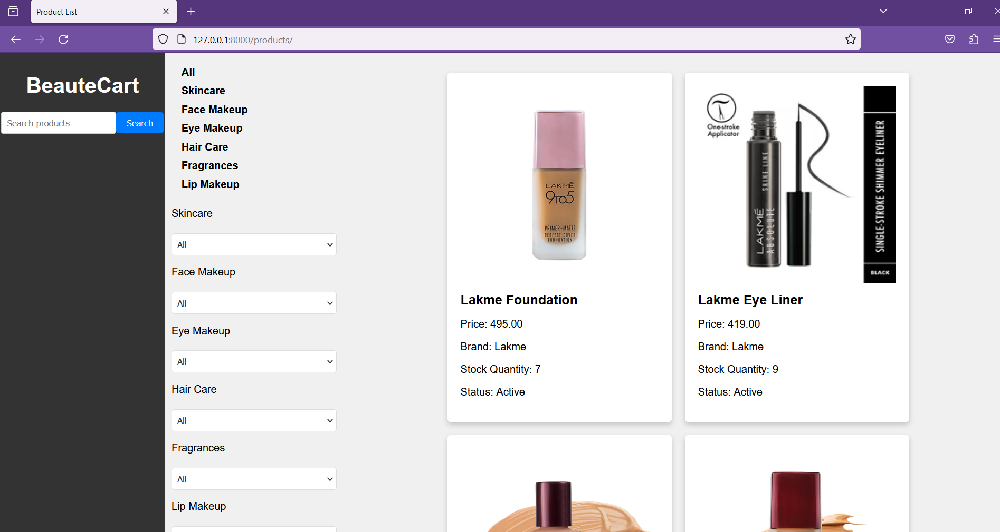 Product List
127.0.0.1:8000/products/
BeauteCart
Search products
Search
All
Skincare
Face Makeup
Eye Makeup
Hair Care
Fragrances
Lip Makeup
Skincare
All
Face Makeup
All
Eye Makeup
All
Hair Care
All
Fragrances
All
Lip Makeup
LAKMÉ
9TO5
PRIMER+MATTE
PERFECT COVER
FOUNDATION
Lakme Foundation
Price: 495.00
Brand: Lakme
Stock Quantity: 7
Status: Active
One-stroke
Applicator
SHINE LINE
LAKMÉ
ABSOLUTE
SINGLE-STROKE SHIMMER EYELINER
BLACK
Lakme Eye Liner
Price: 419.00
Brand: Lakme
Stock Quantity: 9
Status: Active